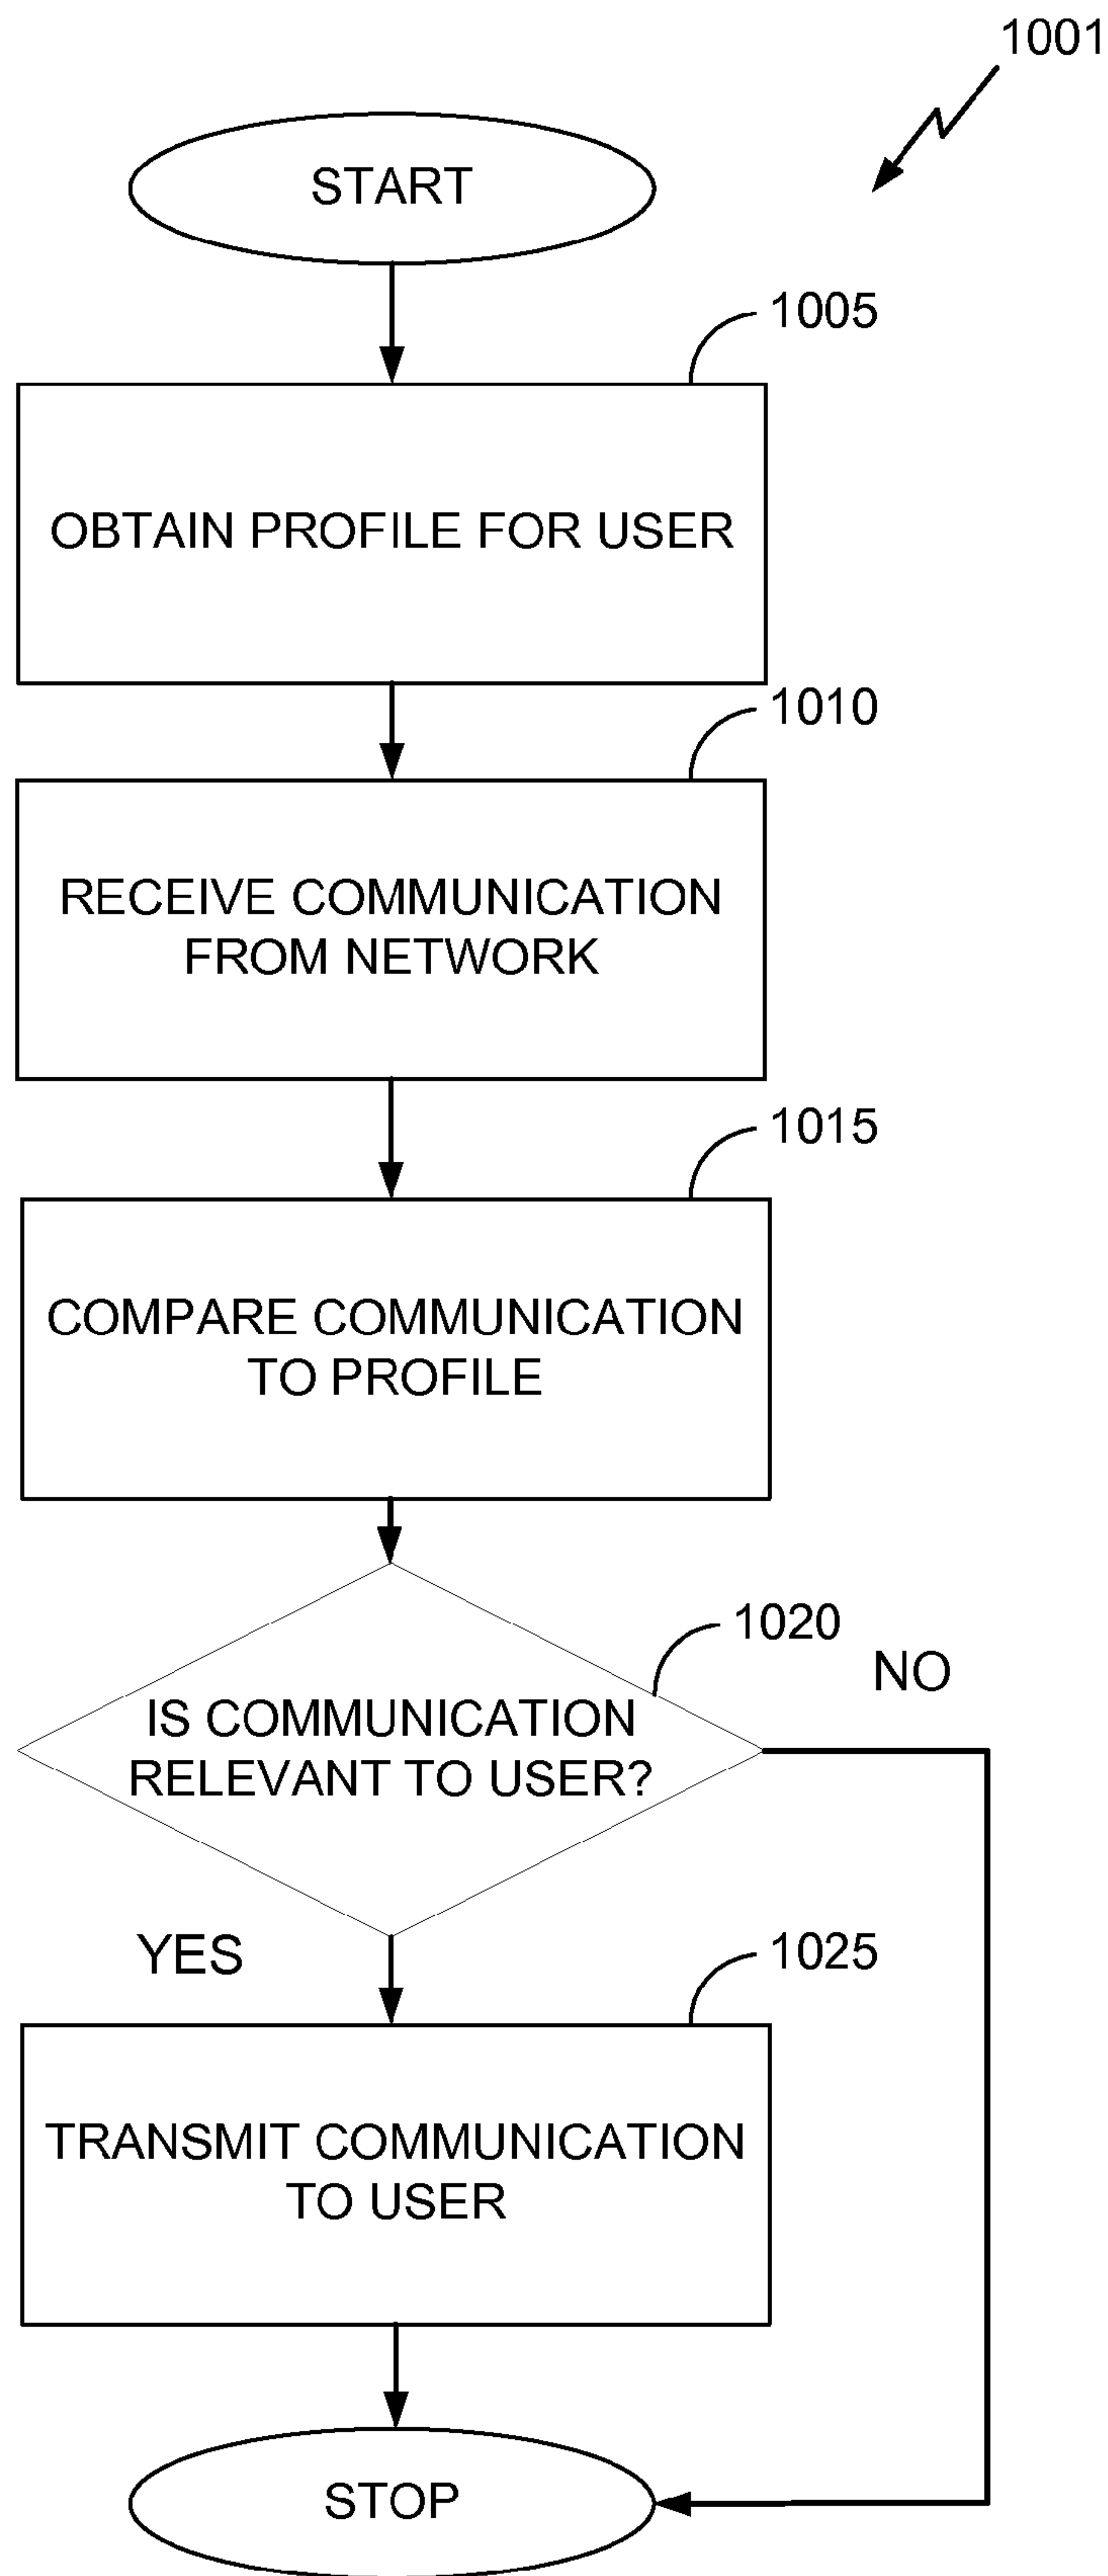 1001
START
1005
OBTAIN PROFILE FOR USER
1010
RECEIVE COMMUNICATION
FROM NETWORK
1015
COMPARE COMMUNICATION
TO PROFILE
1020
NO
IS COMMUNICATION
RELEVANT TO USER?
YES
1025
TRANSMIT COMMUNICATION
TO USER
STOP